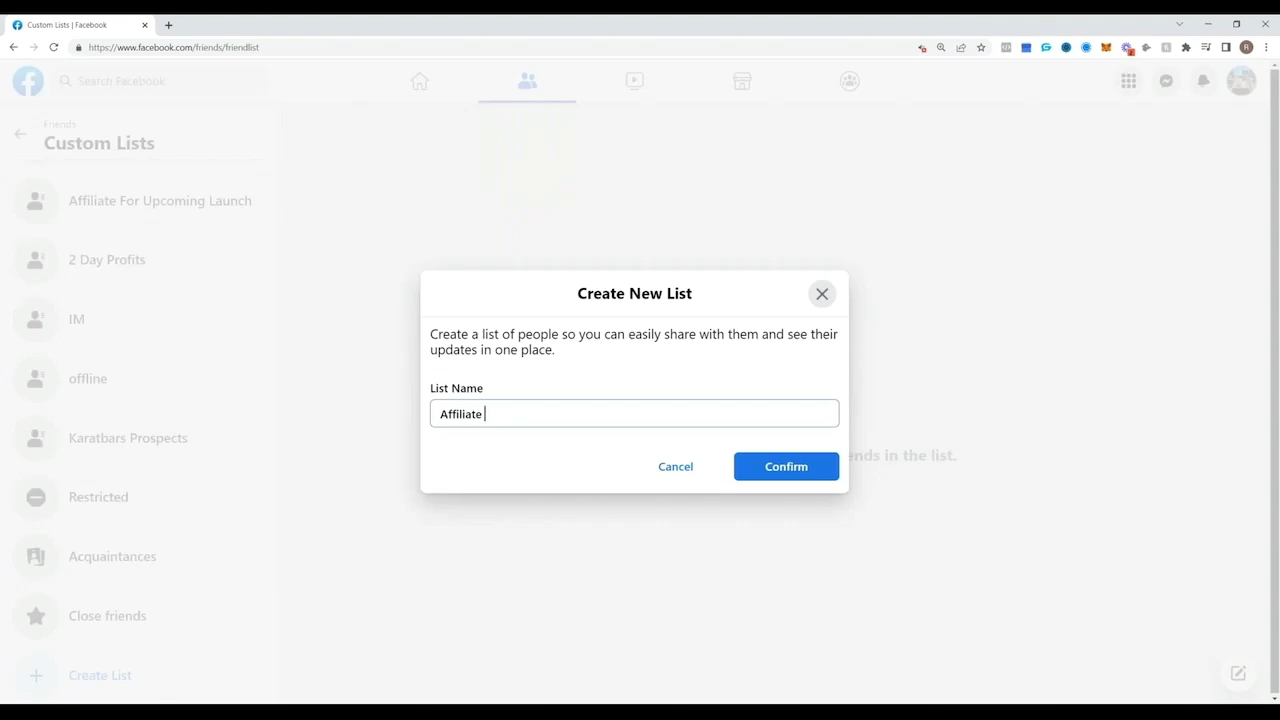 Custom Lists | Facebook
https://www.facebook.com/friends/friendlist
Search Facebook
Friends
Custom Lists
Affiliate For Upcoming Launch
2 Day Profits
IM
offline
Karatbars Prospects
Restricted
Acquaintances
Close friends
Create List
Create New List
Create a list of people so you can easily share with them and see their
updates in one place.
List Name
Affiliate
Cancel
Confirm
ends in the list.